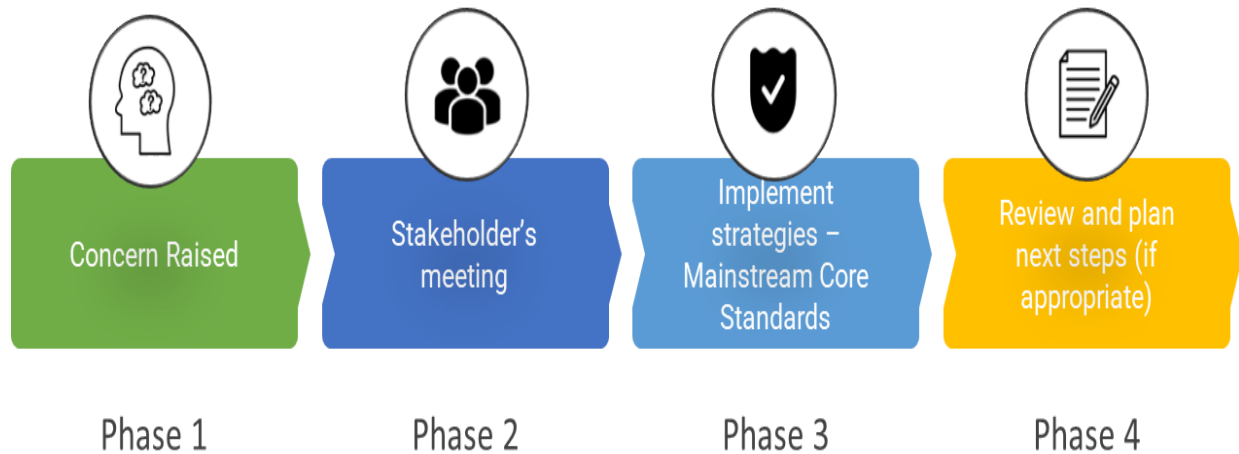 Concern Raised
Stakeholder’s
meeting
Implement
strategies –
Mainstream Core
Standards
Review and plan
next steps (if
appropriate)
Phase 1
Phase 2
Phase 3
Phase 4